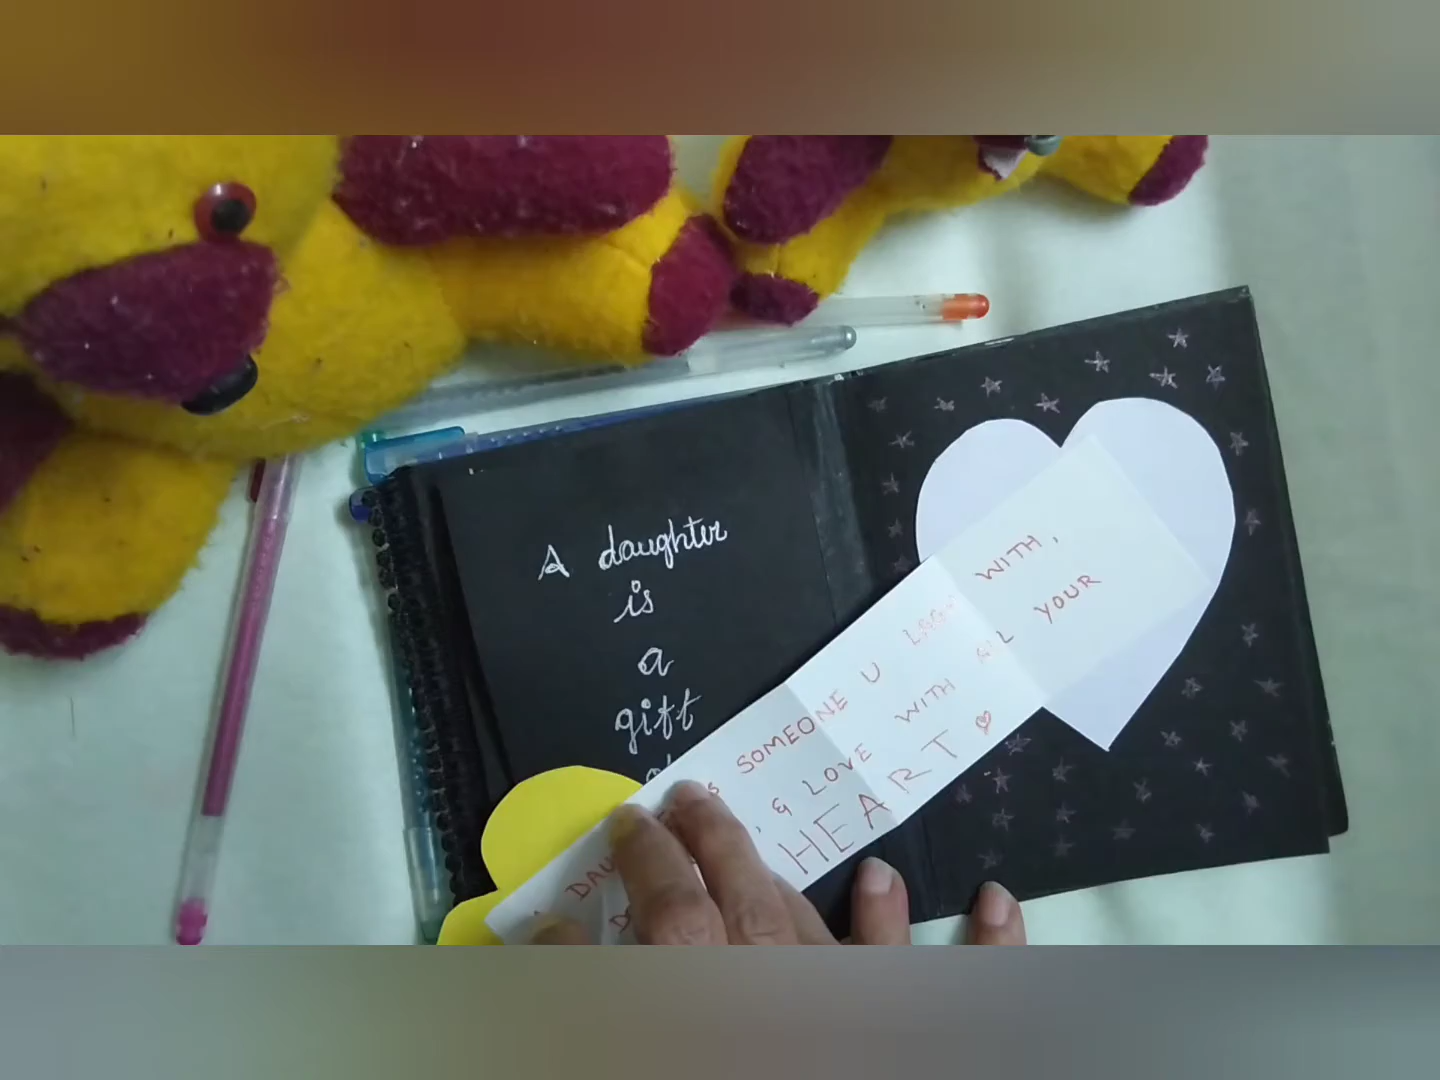 A daughter
is
a
gift
SOMEONE U WITH,
& LOVE WITH ALL YOUR
HEART